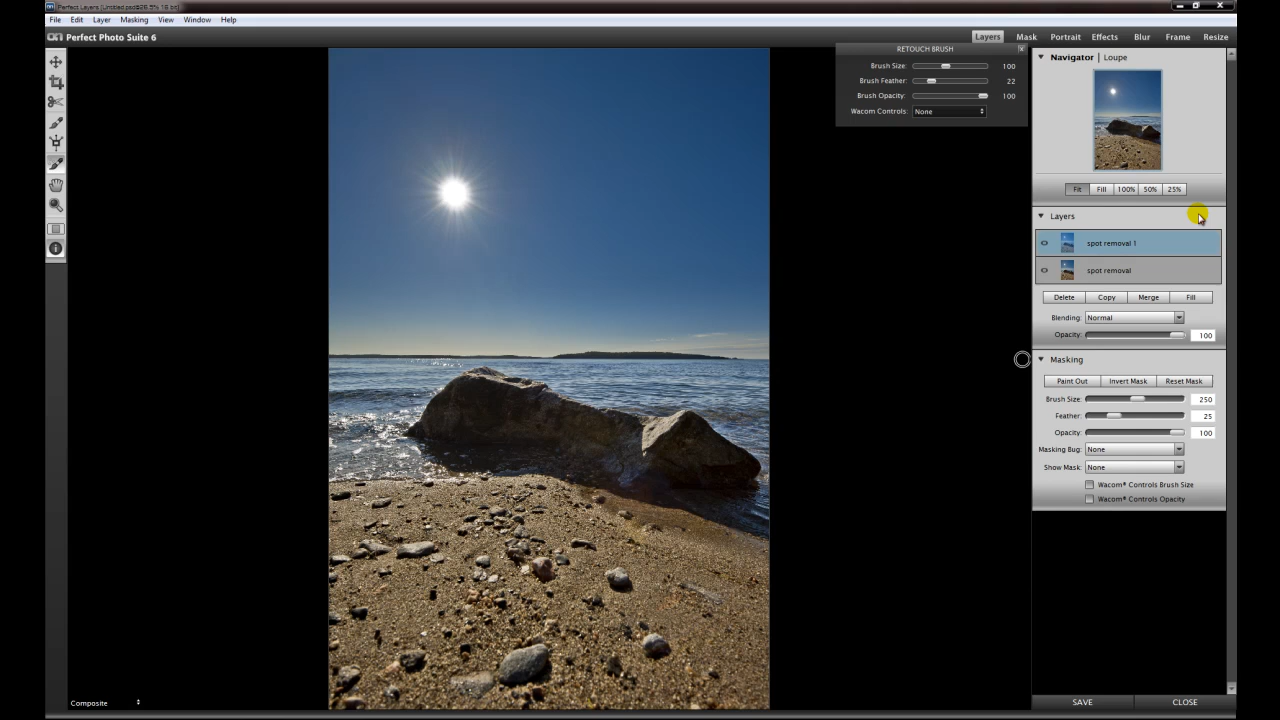 Perfect Layers [Untitled.psd@26.5% 16 bit]
File Edit Layer Masking View Window Help
on Perfect Photo Suite 6
Layers Mask Portrait Effects Blur Frame Crop Resize
RETOUCH BRUSH
Brush Size: 100
Brush Feather: 22
Brush Opacity: 100
Wacom Controls: None
Navigator | Loupe
Fit Fill 100% 50% 25%
Layers
spot removal 1
spot removal
Delete Copy Merge Fill
Blending: Normal
Opacity: 100
Masking
Paint Out Invert Mask Reset Mask
Brush Size: 250
Feather: 25
Opacity: 100
Masking Bug: None
Show Mask: None
Wacom® Controls Brush Size
Wacom® Controls Opacity
Composite
SAVE CLOSE